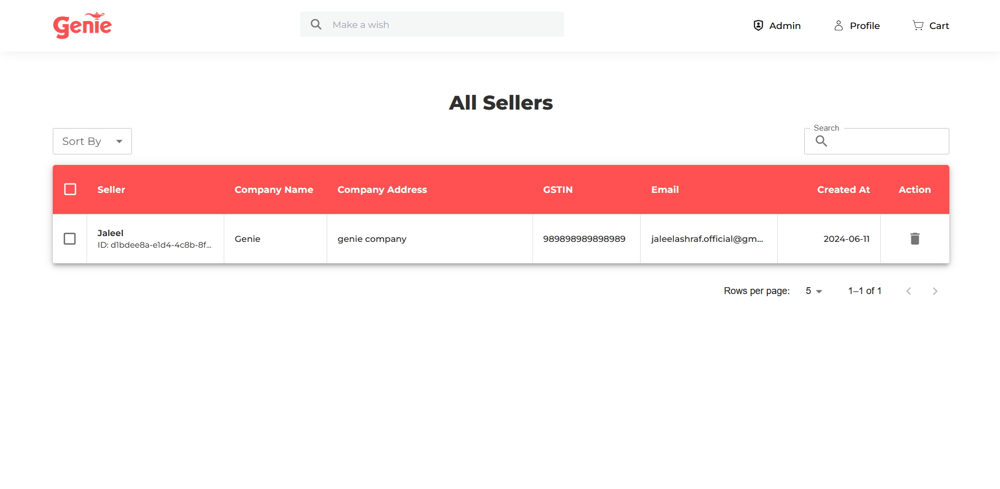 Genie
Make a wish
Admin
Profile
Cart
All Sellers
Sort By
Search
Seller
Company Name
Company Address
GSTIN
Email
Created At
Action
Jaleel
ID: d1bdee8a-e1d4-4c8b-8f...
Genie
genie company
989898989898989
jaleelashraf.official@gm...
2024-06-11
Rows per page:
5
1–1 of 1